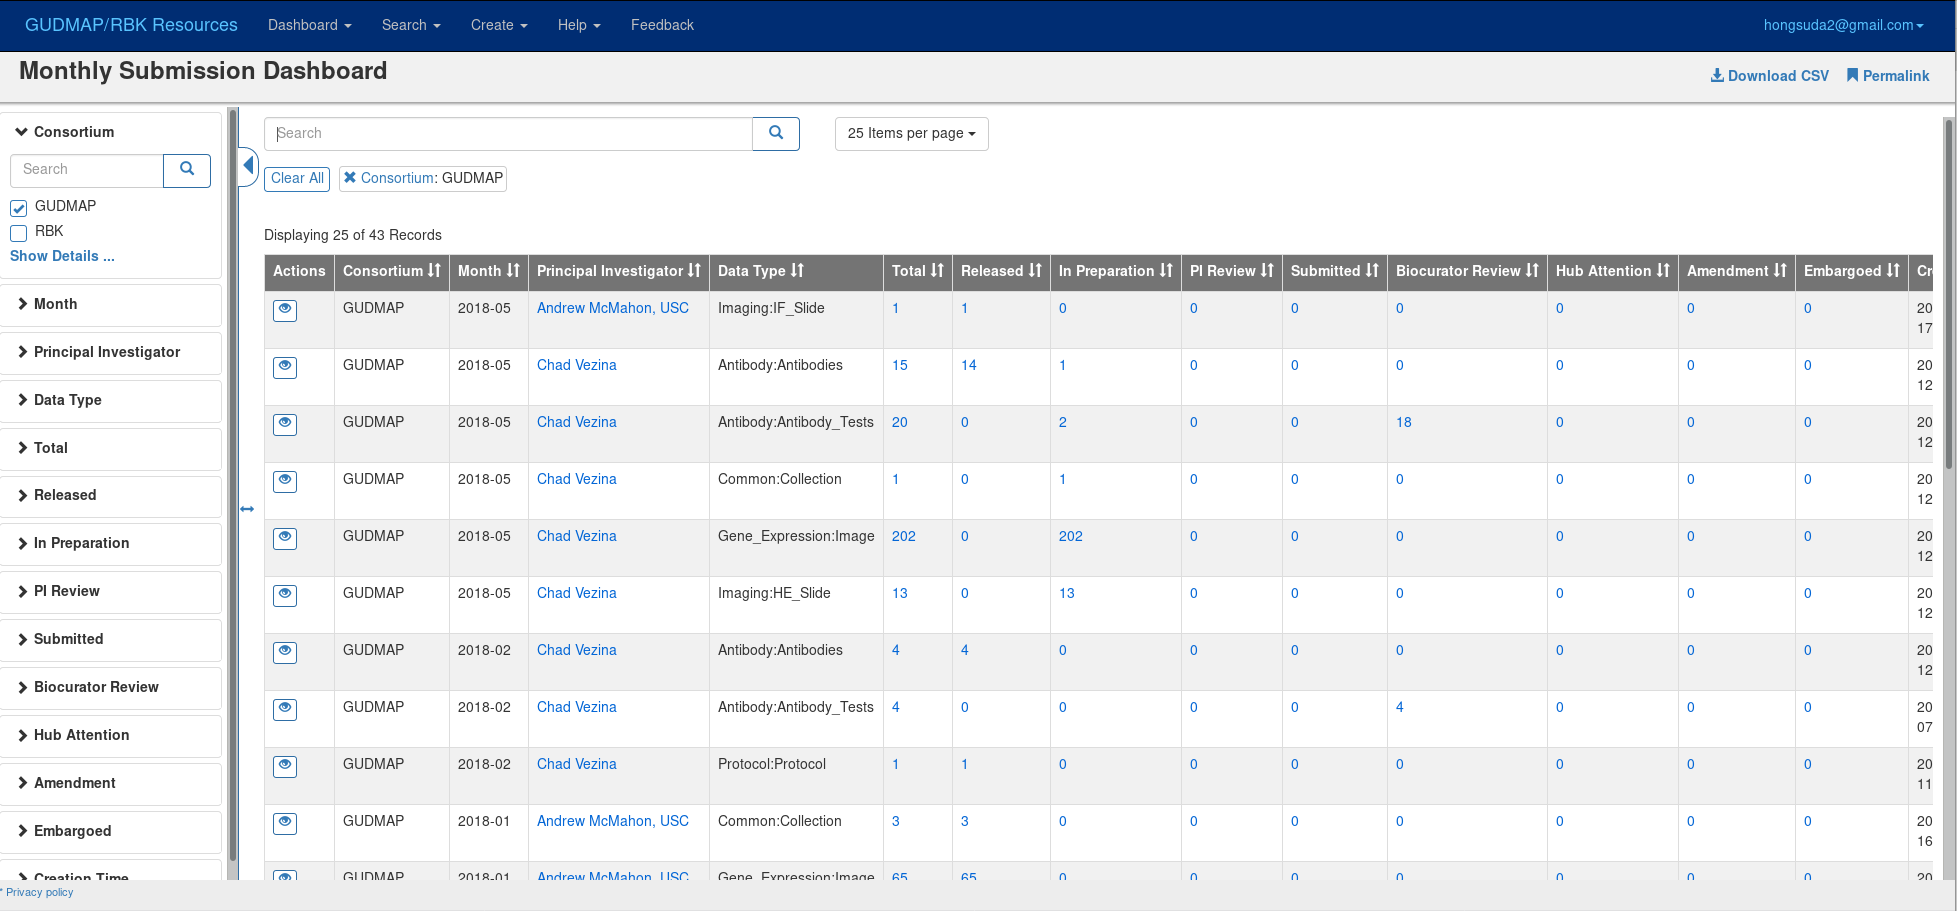 GUDMAP/RBK Resources Dashboard Search Create Help Feedback hongsuda2@gmail.com
Monthly Submission Dashboard
Download CSV Permalink
Consortium
Search
GUDMAP
RBK
Show Details ...
Month
Principal Investigator
Data Type
Total
Released
In Preparation
PI Review
Submitted
Biocurator Review
Hub Attention
Amendment
Embargoed
Creation Time
Search
25 Items per page
Clear All Consortium: GUDMAP
Displaying 25 of 43 Records
Actions Consortium Month Principal Investigator Data Type Total Released In Preparation PI Review Submitted Biocurator Review Hub Attention Amendment Embargoed Cr
GUDMAP 2018-05 Andrew McMahon, USC Imaging:IF_Slide 1 1 0 0 0 0 0 0 0 20
17
GUDMAP 2018-05 Chad Vezina Antibody:Antibodies 15 14 1 0 0 0 0 0 0 20
12
GUDMAP 2018-05 Chad Vezina Antibody:Antibody_Tests 20 0 2 0 0 18 0 0 0 20
12
GUDMAP 2018-05 Chad Vezina Common:Collection 1 0 1 0 0 0 0 0 0 20
12
GUDMAP 2018-05 Chad Vezina Gene_Expression:Image 202 0 202 0 0 0 0 0 0 20
12
GUDMAP 2018-05 Chad Vezina Imaging:HE_Slide 13 0 13 0 0 0 0 0 0 20
12
GUDMAP 2018-02 Chad Vezina Antibody:Antibodies 4 4 0 0 0 0 0 0 0 20
12
GUDMAP 2018-02 Chad Vezina Antibody:Antibody_Tests 4 0 0 0 0 4 0 0 0 20
07
GUDMAP 2018-02 Chad Vezina Protocol:Protocol 1 1 0 0 0 0 0 0 0 20
11
GUDMAP 2018-01 Andrew McMahon, USC Common:Collection 3 3 0 0 0 0 0 0 0 20
16
GUDMAP 2018-01 Andrew McMahon, USC Gene_Expression:Image 65 65 0 0 0 0 0 0 0 20
* Privacy policy